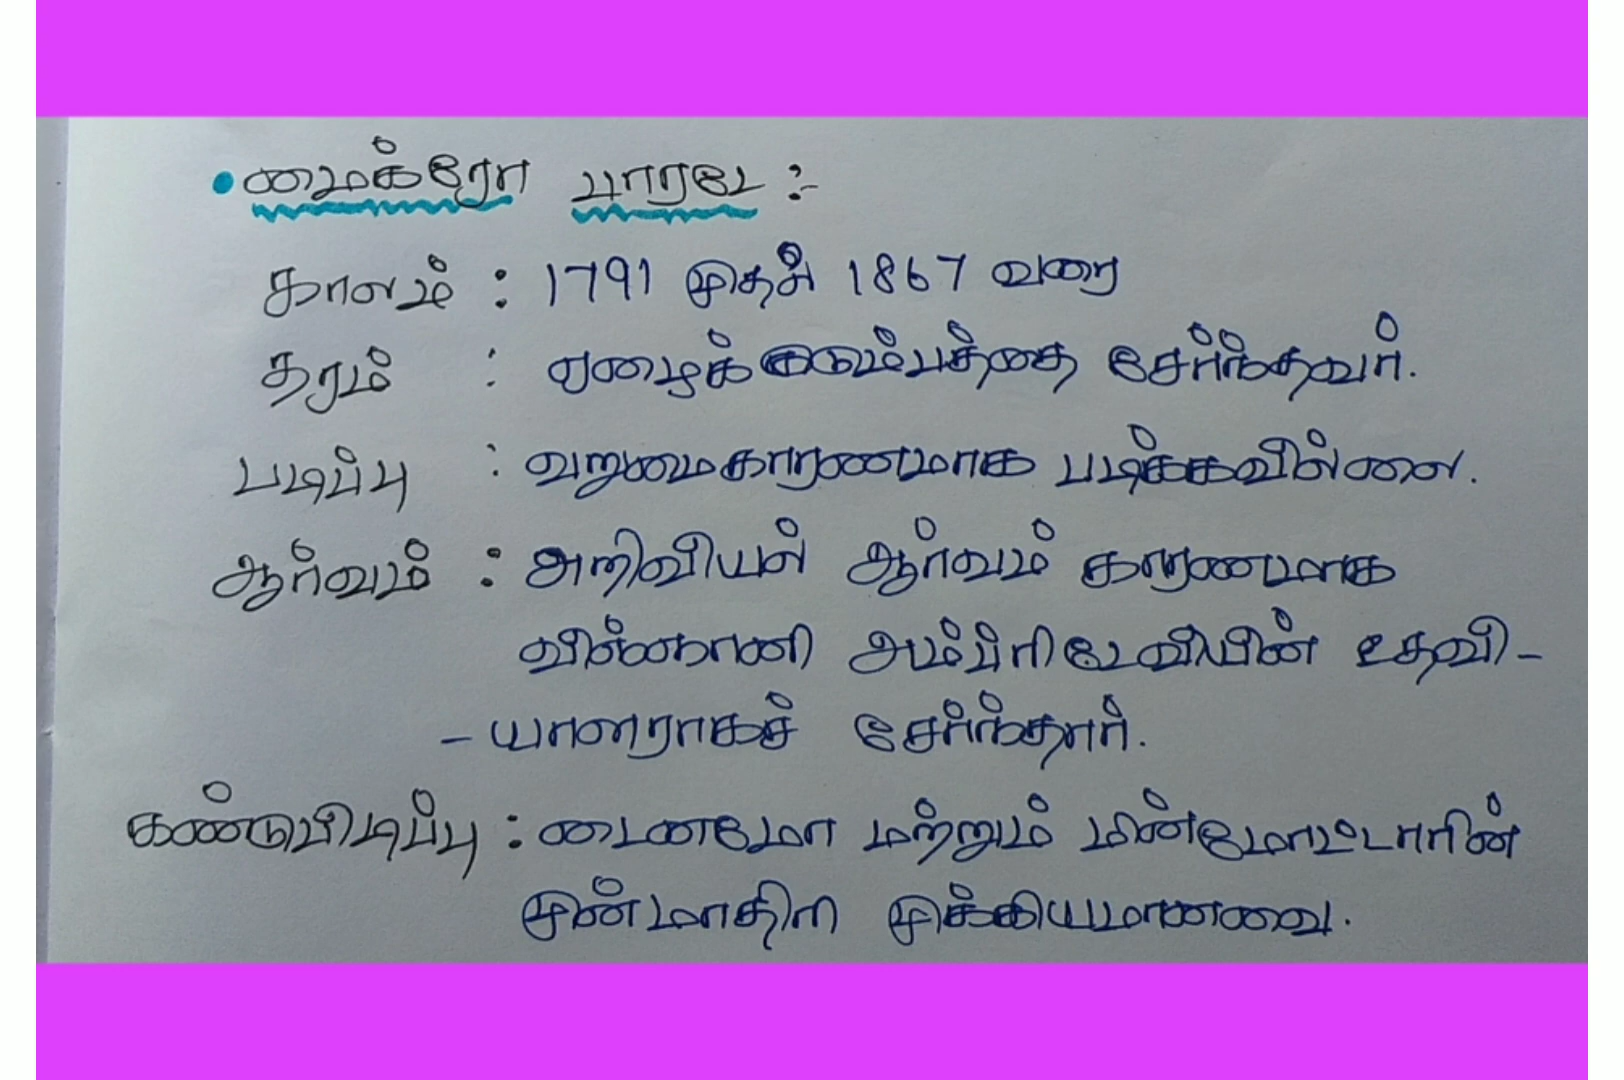 • மைக்ரோ பாரடே :-
காலம் : 1791 முதல் 1867 வரை
தரம் : ஏழைக்குடும்பத்தை சேர்ந்தவர்.
படிப்பு : வறுமைகாரணமாக படிக்கவில்லை.
ஆர்வம் : அறிவியல் ஆர்வம் காரணமாக
விஞ்ஞானி அம்ப்ரிடேவியின் உதவி -
- யாளராகச் சேர்ந்தார்.
கண்டுபிடிப்பு : டைனமோ மற்றும் மின்மோட்டாரின்
முன்மாதிரி முக்கியமானவை.